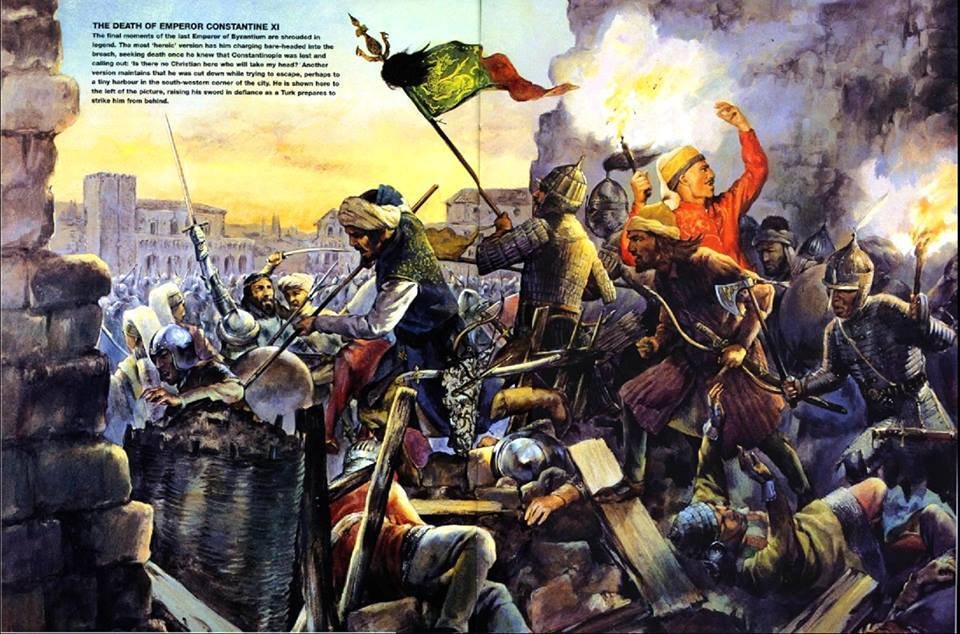 THE DEATH OF EMPEROR CONSTANTINE XI
The final moments of the last Emperor of Byzantium are shrouded in
legend. The most 'heroic' version has him charging bare-headed into the
breach, seeking death once he knew that Constantinople was lost and
calling out: 'Is there no Christian here who will take my head?' Another
version maintains that he was cut down while trying to escape, perhaps to
a tiny harbour in the south-western corner of the city. He is shown here to
the left of the picture, raising his sword in defiance as a Turk prepares to
strike him from behind.